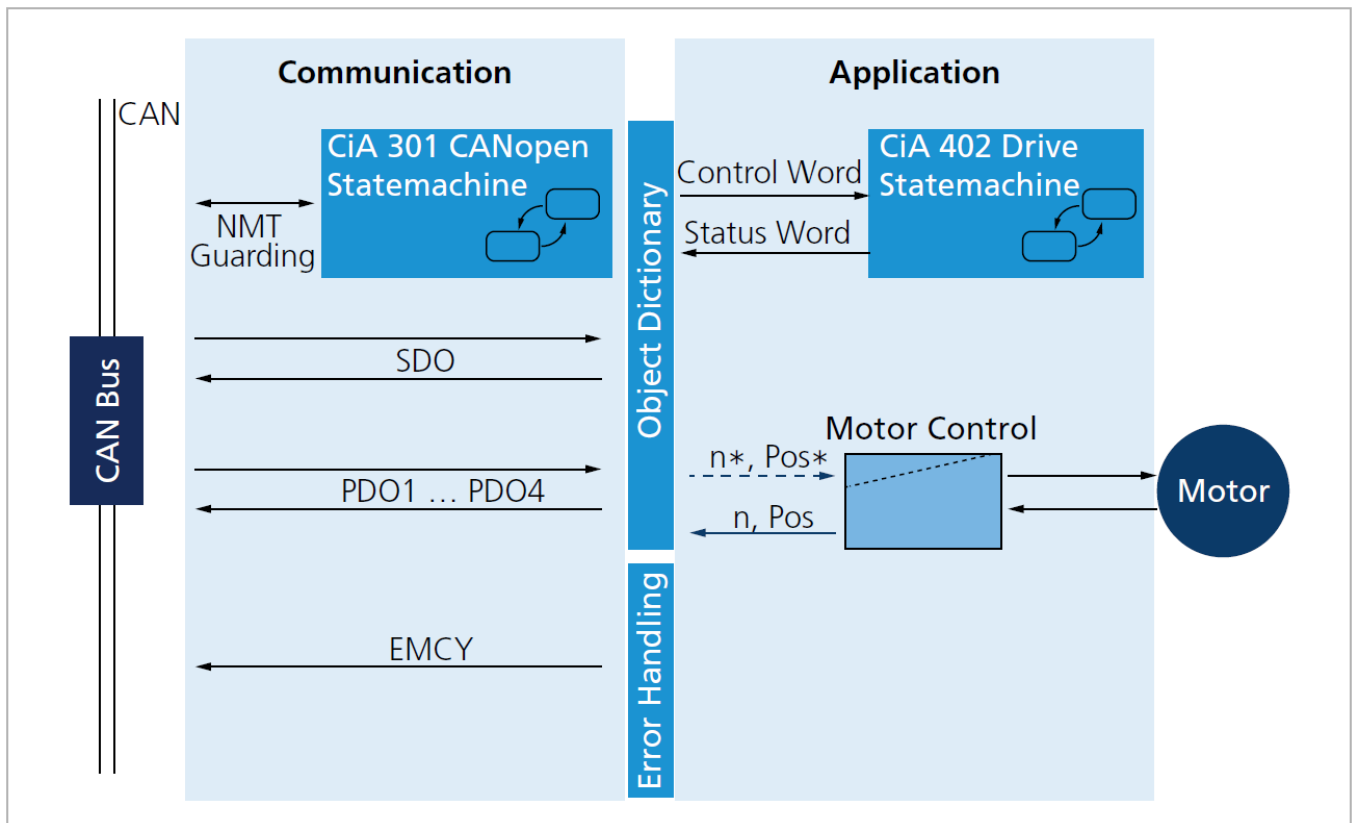 Communication
Application
CAN
CiA 301 CANopen
Statemachine
CiA 402 Drive
Statemachine
Control Word
Status Word
NMT
Guarding
Object Dictionary
SDO
CAN Bus
Motor Control
n*, Pos*
n, Pos
Motor
PDO1 ... PDO4
Error Handling
EMCY